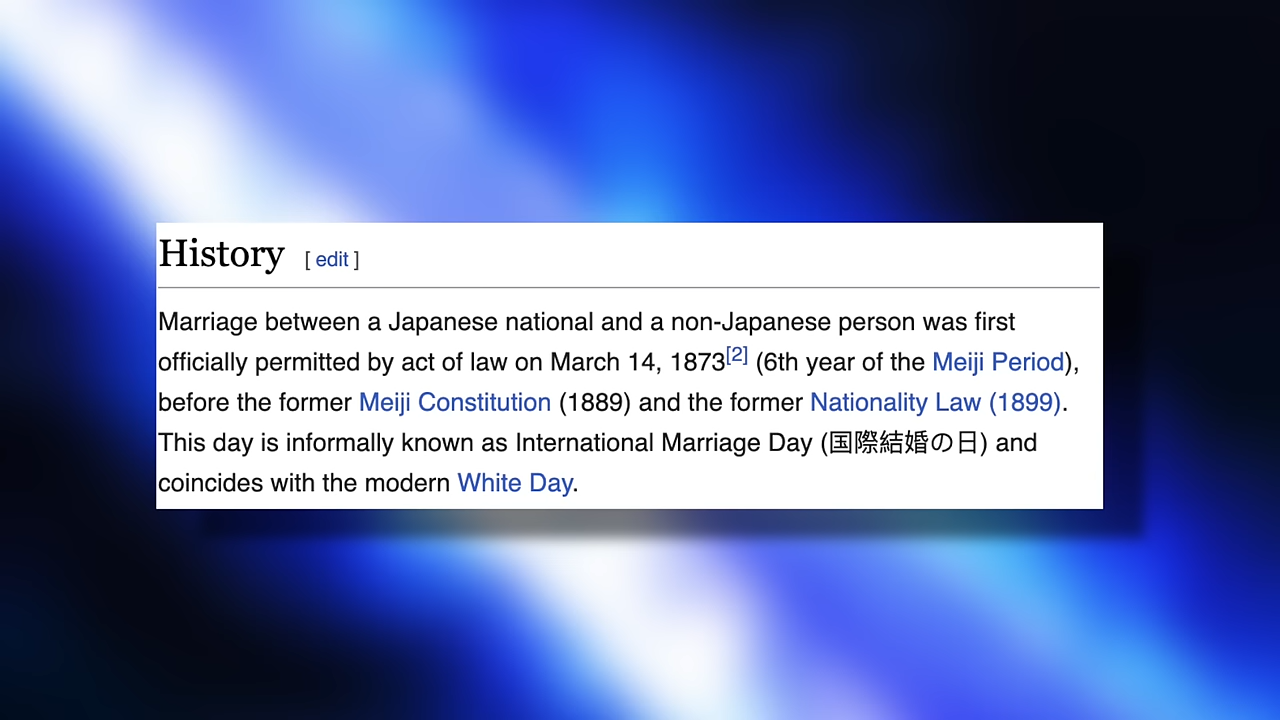 History [ edit ]
Marriage between a Japanese national and a non-Japanese person was first
officially permitted by act of law on March 14, 1873[2] (6th year of the Meiji Period),
before the former Meiji Constitution (1889) and the former Nationality Law (1899).
This day is informally known as International Marriage Day (国際結婚の日) and
coincides with the modern White Day.